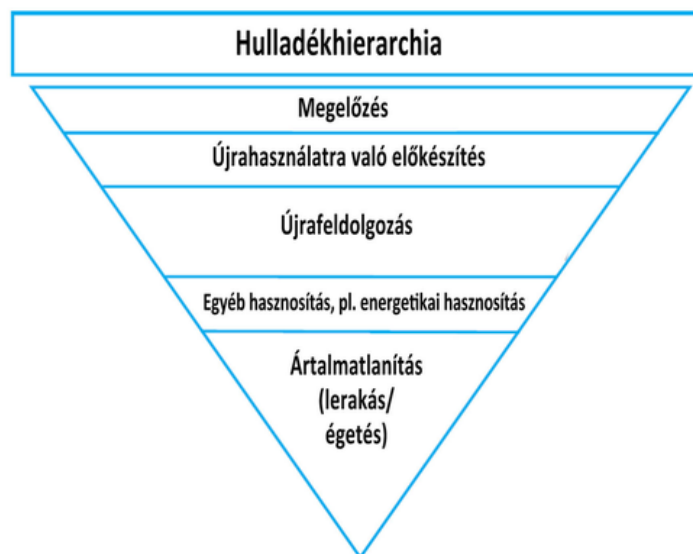 Hulladékhierarchia
Megelőzés
Újrahasználatra való előkészítés
Újrafeldolgozás
Egyéb hasznosítás, pl. energetikai hasznosítás
Ártalmatlanítás
(lerakás/
égetés)